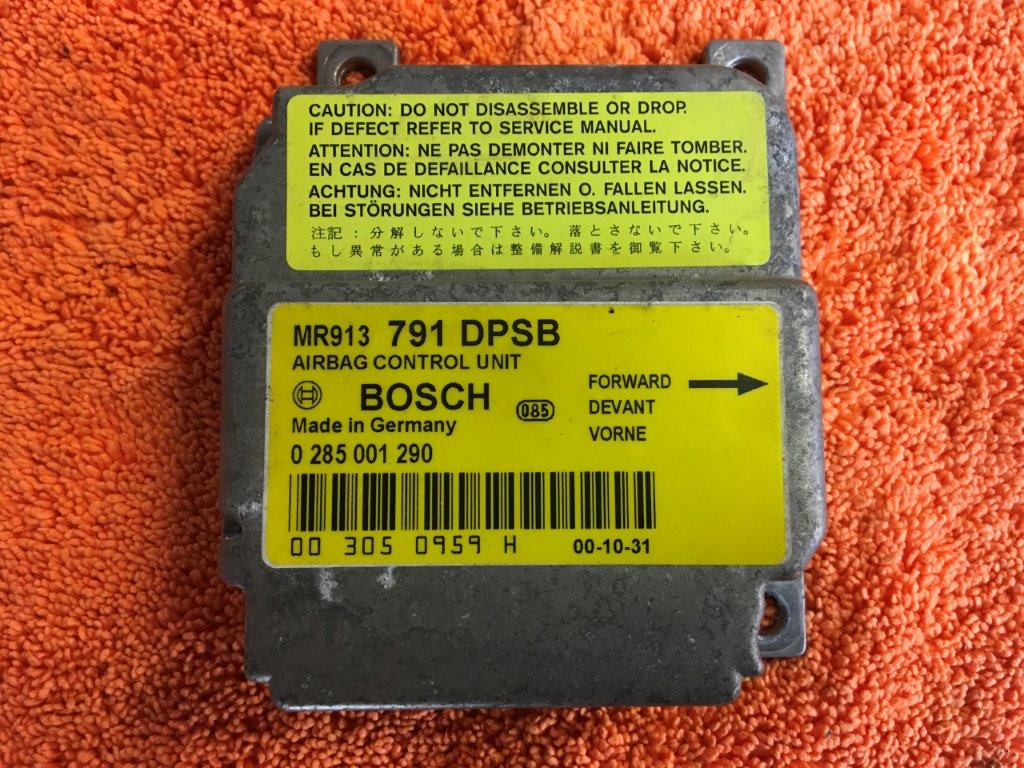 CAUTION: DO NOT DISASSEMBLE OR DROP.
IF DEFECT REFER TO SERVICE MANUAL.
ATTENTION: NE PAS DEMONTER NI FAIRE TOMBER.
EN CAS DE DEFAILLANCE CONSULTER LA NOTICE.
ACHTUNG: NICHT ENTFERNEN O. FALLEN LASSEN.
BEI STÖRUNGEN SIEHE BETRIEBSANLEITUNG.
注記：分解しないで下さい。落とさないで下さい。
もし異常がある場合は整備解説書を御覧下さい。
MR913 791 DPSB
AIRBAG CONTROL UNIT
BOSCH 085
Made in Germany
0 285 001 290
FORWARD
DEVANT
VORNE
00 305 0959 H 00-10-31